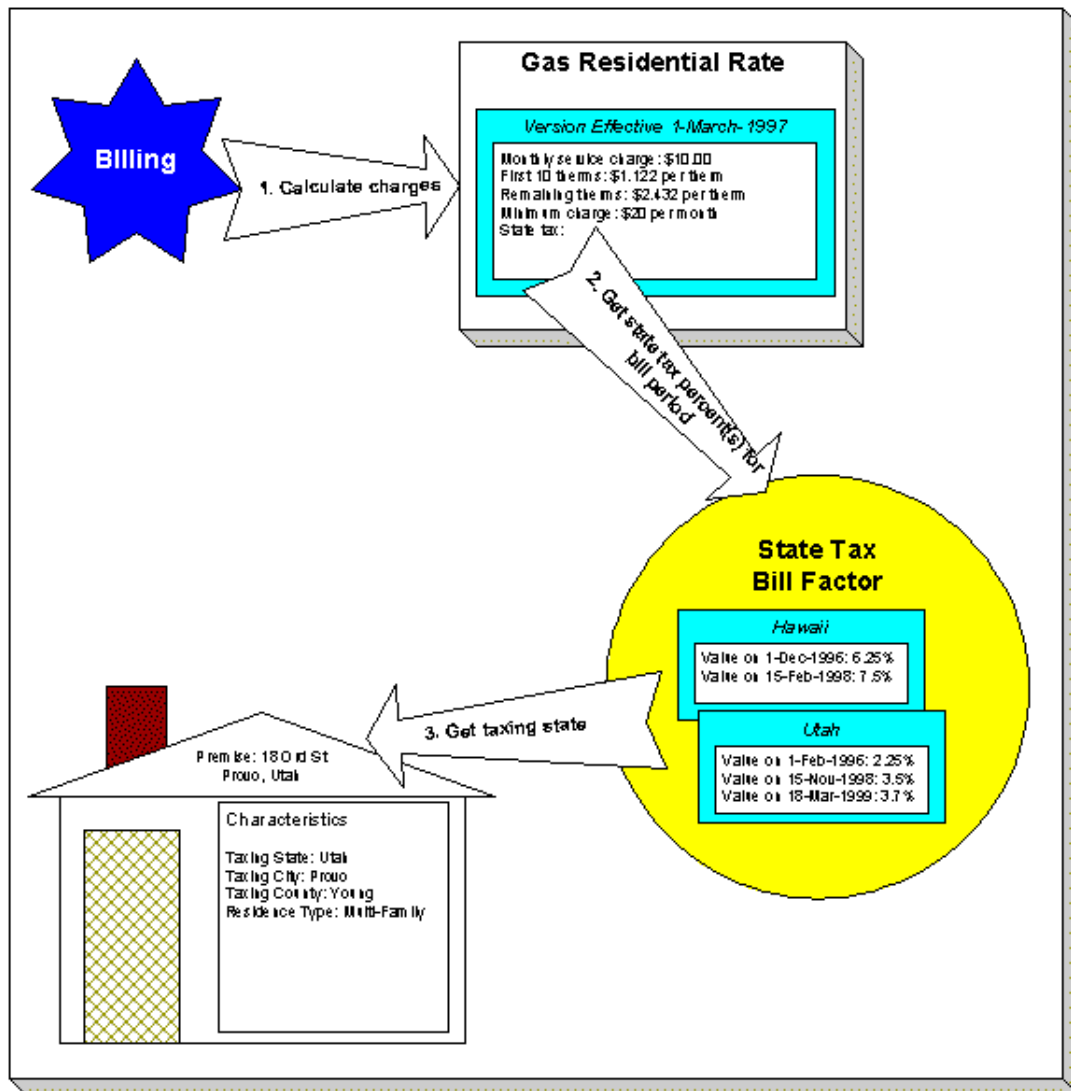 Gas Residential Rate
Version Effective 1-March-1997
Monthly service charge: $10.00
First 10 therms: $1.122 per therm
Remaining therms: $2.432 per therm
Minimum charge: $20 per month
State tax:
Billing
1. Calculate charges
2. Get state tax percent(s) for
bill period
State Tax
Bill Factor
Hawaii
Value on 1-Dec-1996: 6.25%
Value on 15-Feb-1998: 7.5%
Utah
Value on 1-Feb-1996: 2.25%
Value on 15-Nov-1998: 3.5%
Value on 18-Mar-1999: 3.7%
3. Get taxing state
Premise: 18 Ord St
Provo, Utah
Characteristics
Taxing State: Utah
Taxing City: Provo
Taxing County: Young
Residence Type: Multi-Family